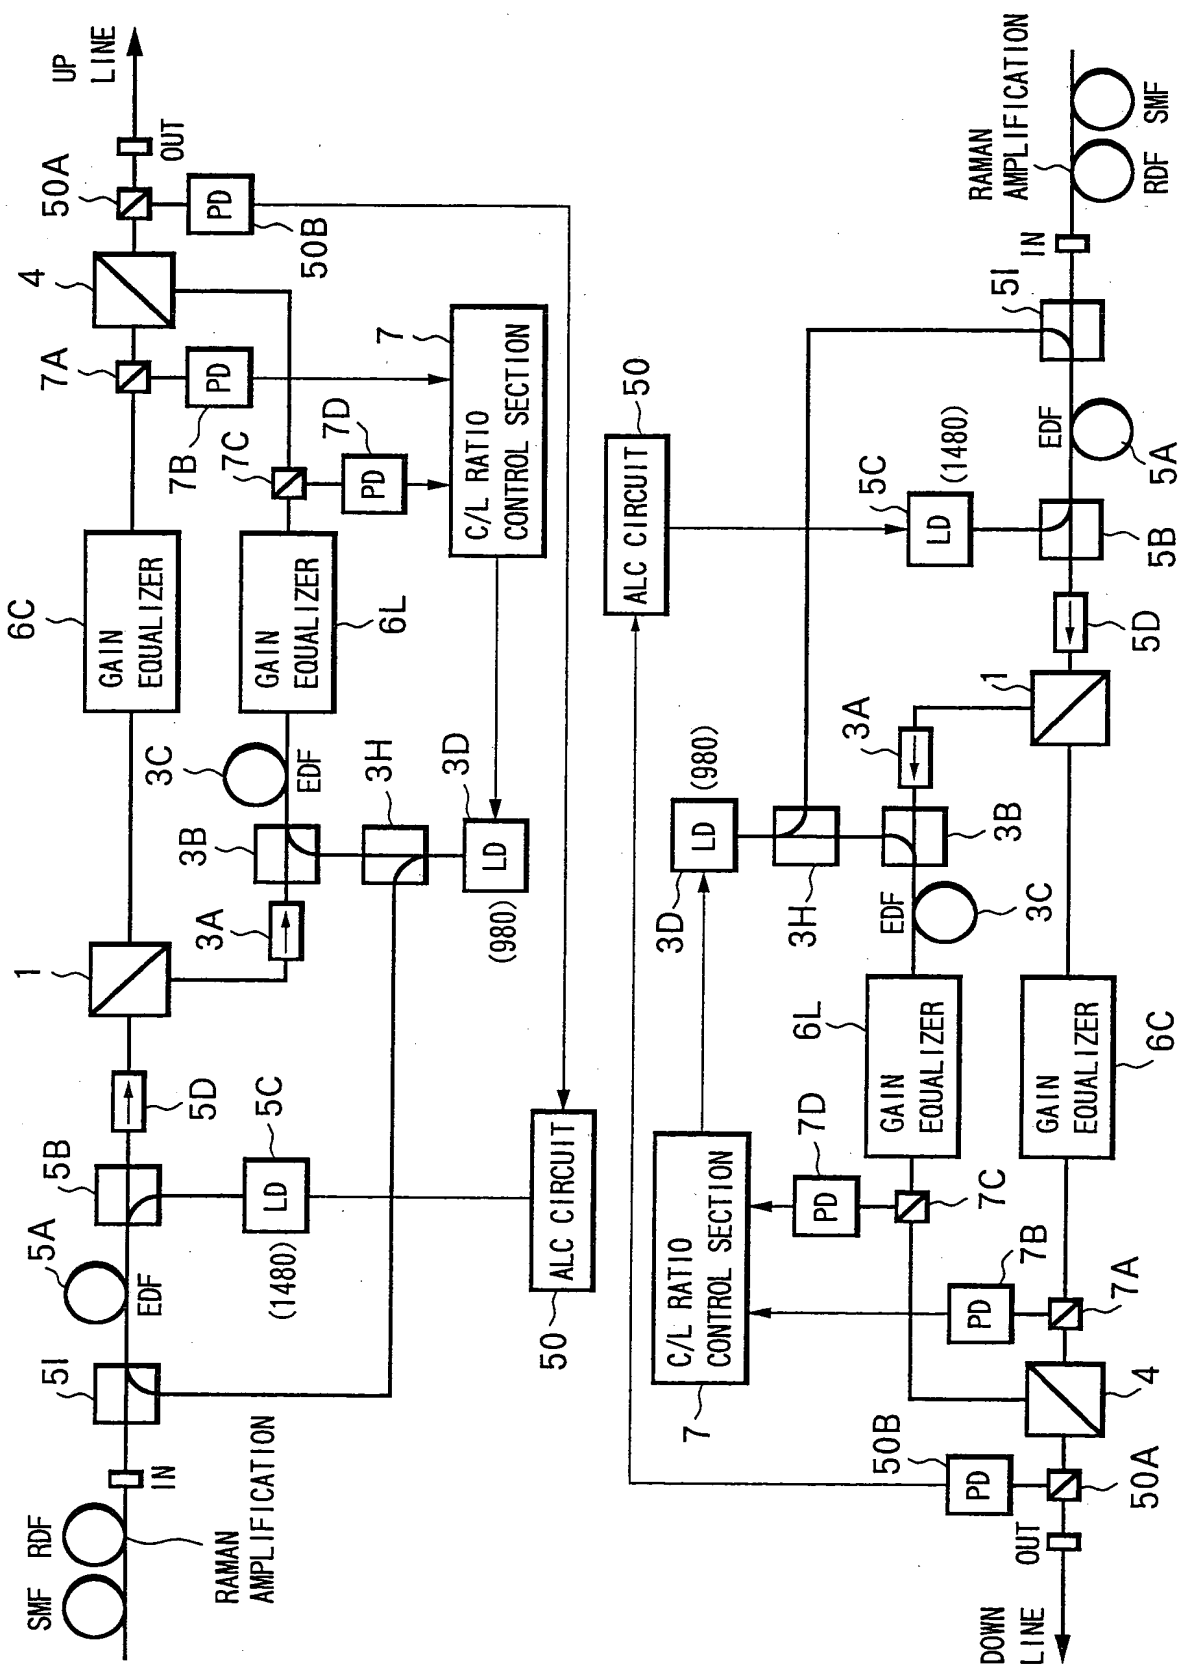 UP
LINE
OUT
50A
PD
50B
4
7A
PD
7B
7
C/L RATIO
CONTROL SECTION
7C
7D
PD
6C
GAIN
EQUALIZER
GAIN
EQUALIZER
6L
3C
EDF
3B
3H
3D
LD
(980)
3A
1
5D
5B
5C
LD
(1480)
ALC CIRCUIT
50
5A
EDF
5I
IN
RDF
SMF
RAMAN
AMPLIFICATION
RAMAN
AMPLIFICATION
SMF
RDF
IN
5I
50
ALC CIRCUIT
EDF
5A
5C
LD
(1480)
5B
5D
1
3A
3B
3D
LD
(980)
3H
EDF
3C
6L
GAIN
EQUALIZER
GAIN
EQUALIZER
6C
7D
PD
7C
C/L RATIO
CONTROL SECTION
7
7B
PD
7A
4
50B
PD
50A
OUT
DOWN
LINE